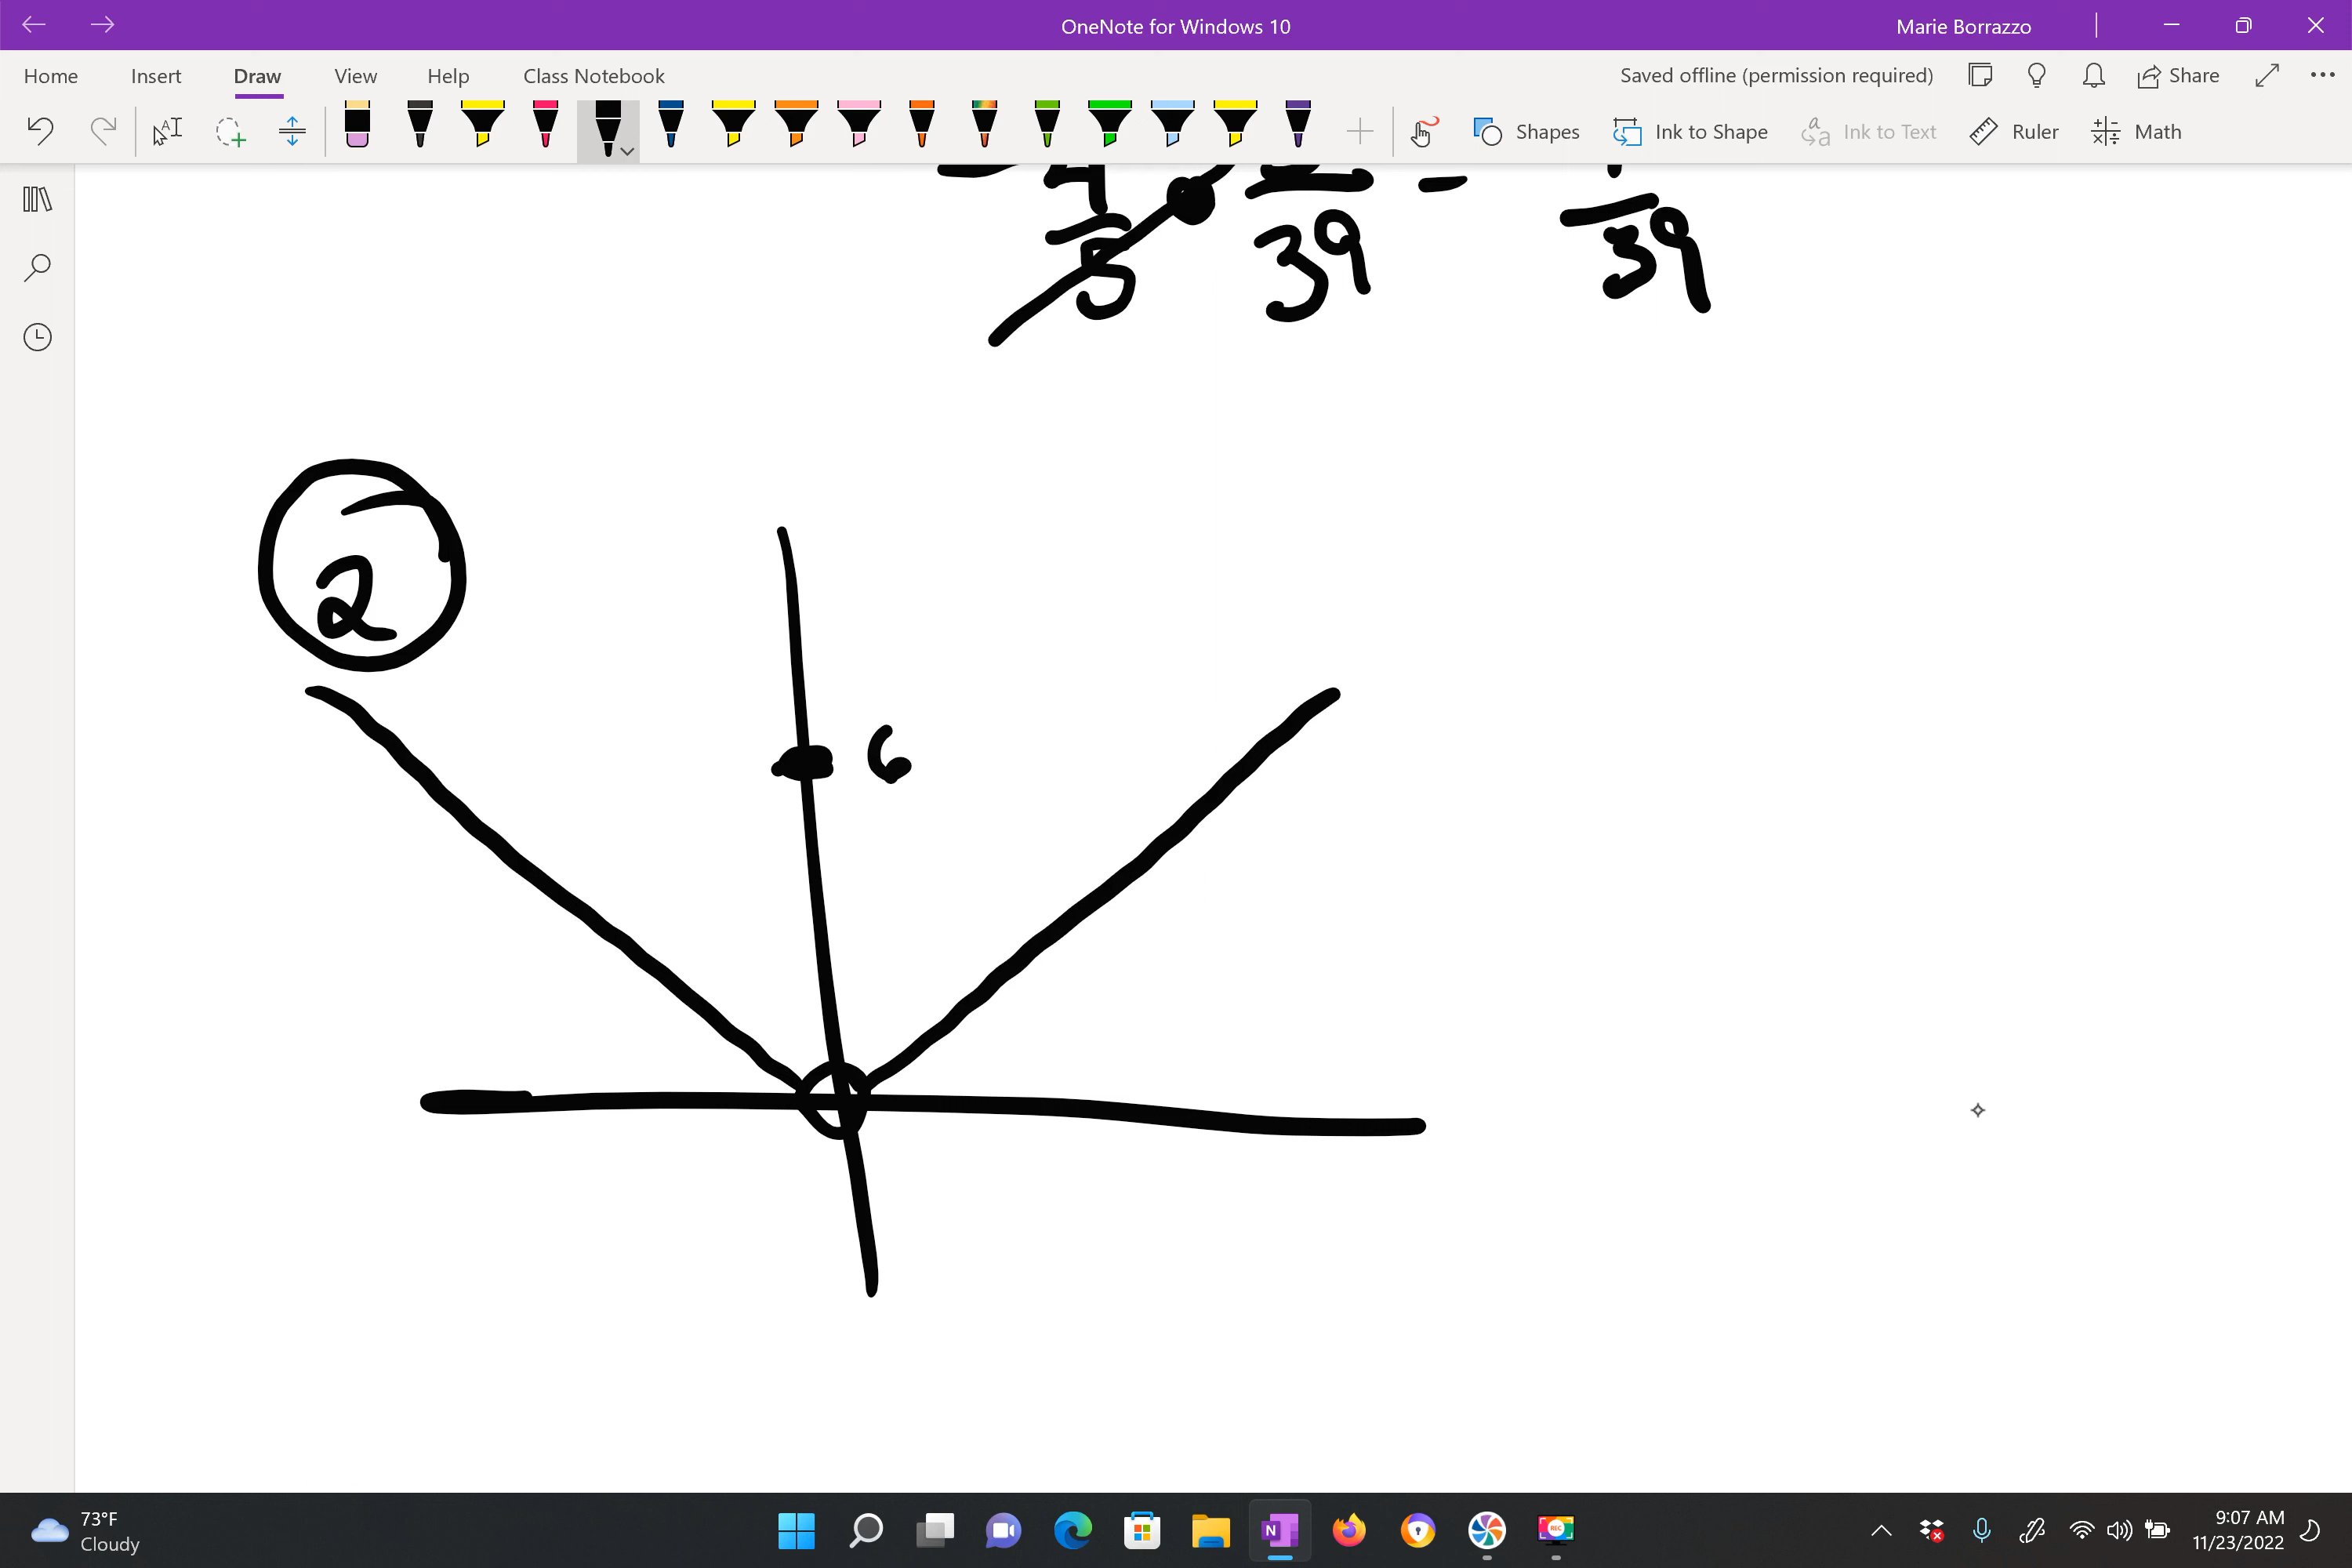 OneNote for Windows 10
Marie Borrazzo
Home Insert Draw View Help Class Notebook
Saved offline (permission required)
Share
Shapes Ink to Shape Ink to Text Ruler Math
4
5
39
39
2
6
73°F
Cloudy
9:07 AM
11/23/2022